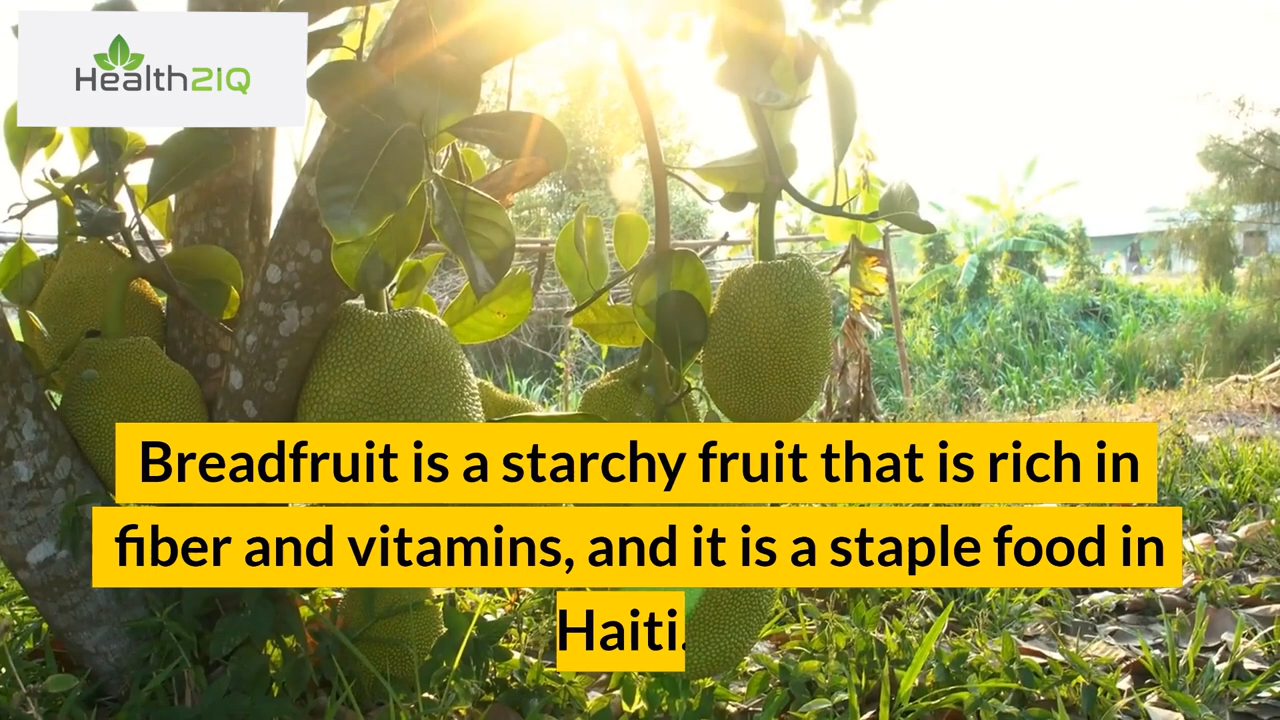 Health2IQ
Breadfruit is a starchy fruit that is rich in
fiber and vitamins, and it is a staple food in
Haiti.